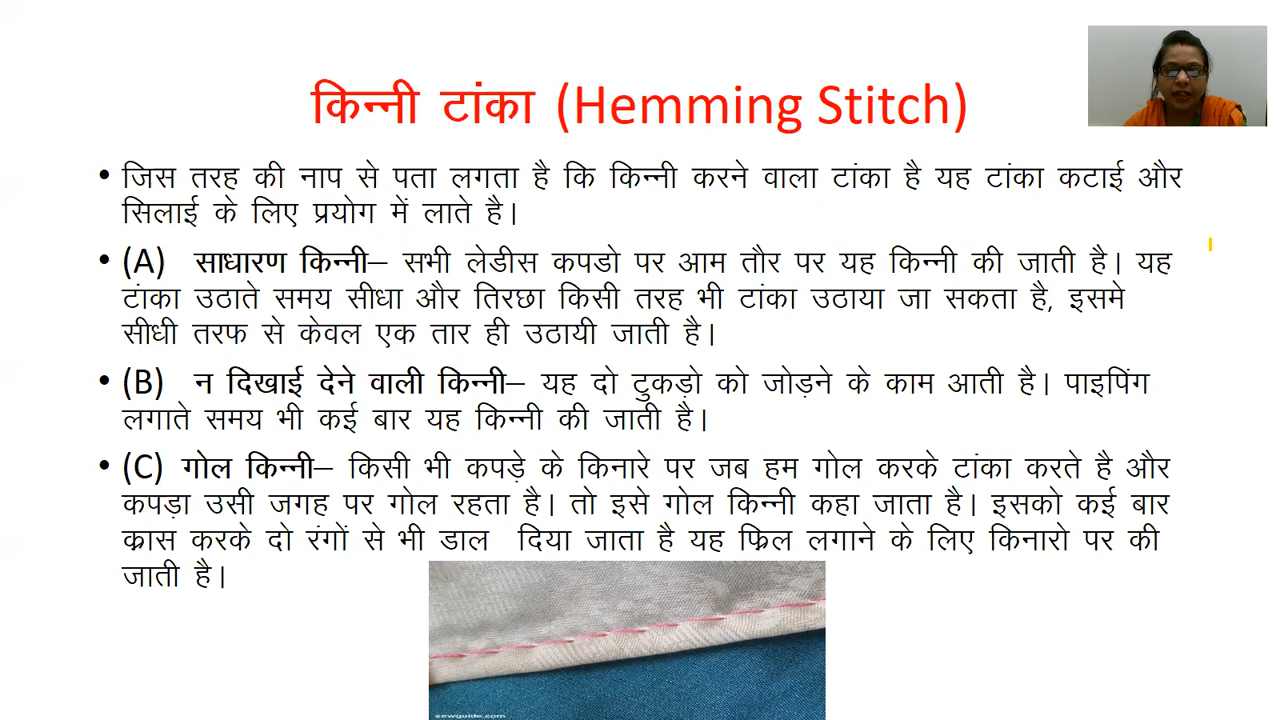 किन्नी टांका (Hemming Stitch)
• जिस तरह की नाप से पता लगता है कि किन्नी करने वाला टांका है यह टांका कटाई और
सिलाई के लिए प्रयोग में लाते है।
• (A) साधारण किन्नी– सभी लेडीस कपडो पर आम तौर पर यह किन्नी की जाती है। यह
टांका उठाते समय सीधा और तिरछा किसी तरह भी टांका उठाया जा सकता है, इसमे
सीधी तरफ से केवल एक तार ही उठायी जाती है।
• (B) न दिखाई देने वाली किन्नी– यह दो टुकड़ो को जोड़ने के काम आती है। पाइपिंग
लगाते समय भी कई बार यह किन्नी की जाती है।
• (C) गोल किन्नी– किसी भी कपड़े के किनारे पर जब हम गोल करके टांका करते है और
कपड़ा उसी जगह पर गोल रहता है। तो इसे गोल किन्नी कहा जाता है। इसको कई बार
क्रास करके दो रंगों से भी डाल दिया जाता है यह फ्रिल लगाने के लिए किनारो पर की
जाती है।
sewguide.com